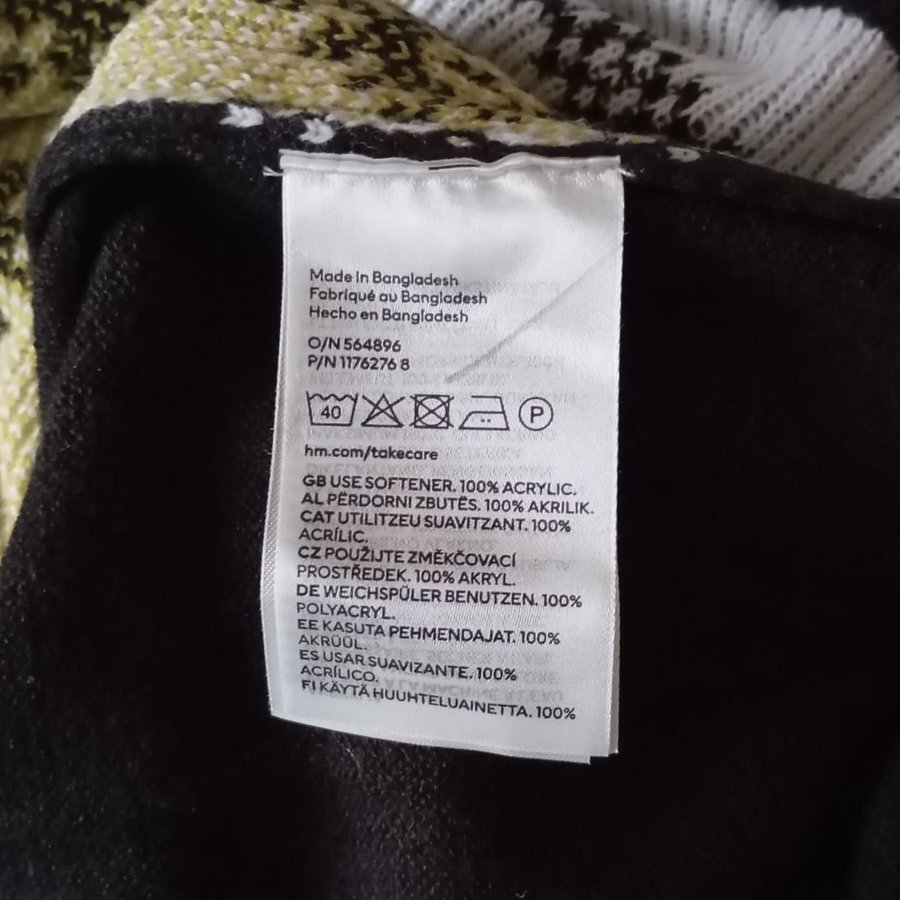 Made in Bangladesh
Fabriqué au Bangladesh
Hecho en Bangladesh
O/N 564896
P/N 1176276 8
40 P
hm.com/takecare
GB USE SOFTENER. 100% ACRYLIC.
AL PËRDORNI ZBUTËS. 100% AKRILIK.
CAT UTILITZEU SUAVITZANT. 100%
ACRÍLIC.
CZ POUŽIJTE ZMĚKČOVACÍ
PROSTŘEDEK. 100% AKRYL.
DE WEICHSPÜLER BENUTZEN. 100%
POLYACRYL.
EE KASUTA PEHMENDAJAT. 100%
AKRÜÜL.
ES USAR SUAVIZANTE. 100%
ACRÍLICO.
FI KÄYTÄ HUUHTELUAINETTA. 100%